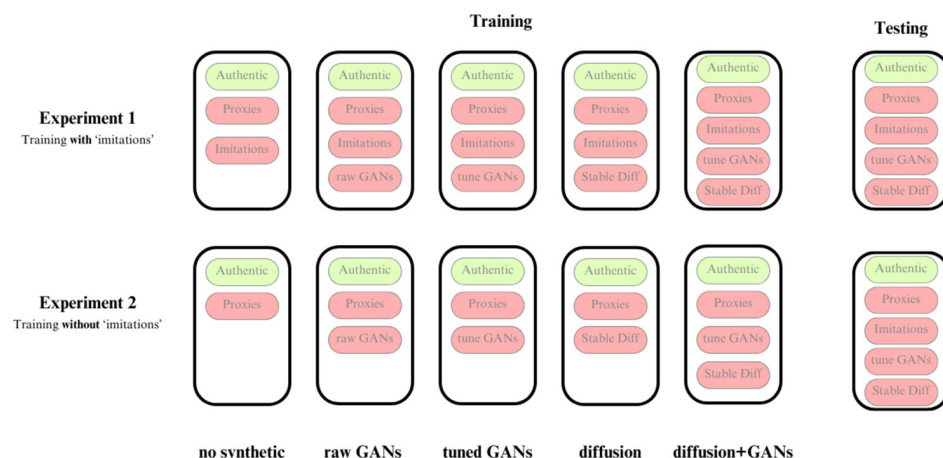 Training
Testing
Experiment 1
Training with ‘imitations’
Authentic
Proxies
Imitations
Authentic
Proxies
Imitations
raw GANs
Authentic
Proxies
Imitations
tune GANs
Authentic
Proxies
Imitations
Stable Diff
Authentic
Proxies
Imitations
tune GANs
Stable Diff
Authentic
Proxies
Imitations
tune GANs
Stable Diff
Experiment 2
Training without ‘imitations’
Authentic
Proxies
Authentic
Proxies
raw GANs
Authentic
Proxies
tune GANs
Authentic
Proxies
Stable Diff
Authentic
Proxies
tune GANs
Stable Diff
Authentic
Proxies
Imitations
tune GANs
Stable Diff
no synthetic
raw GANs
tuned GANs
diffusion
diffusion+GANs